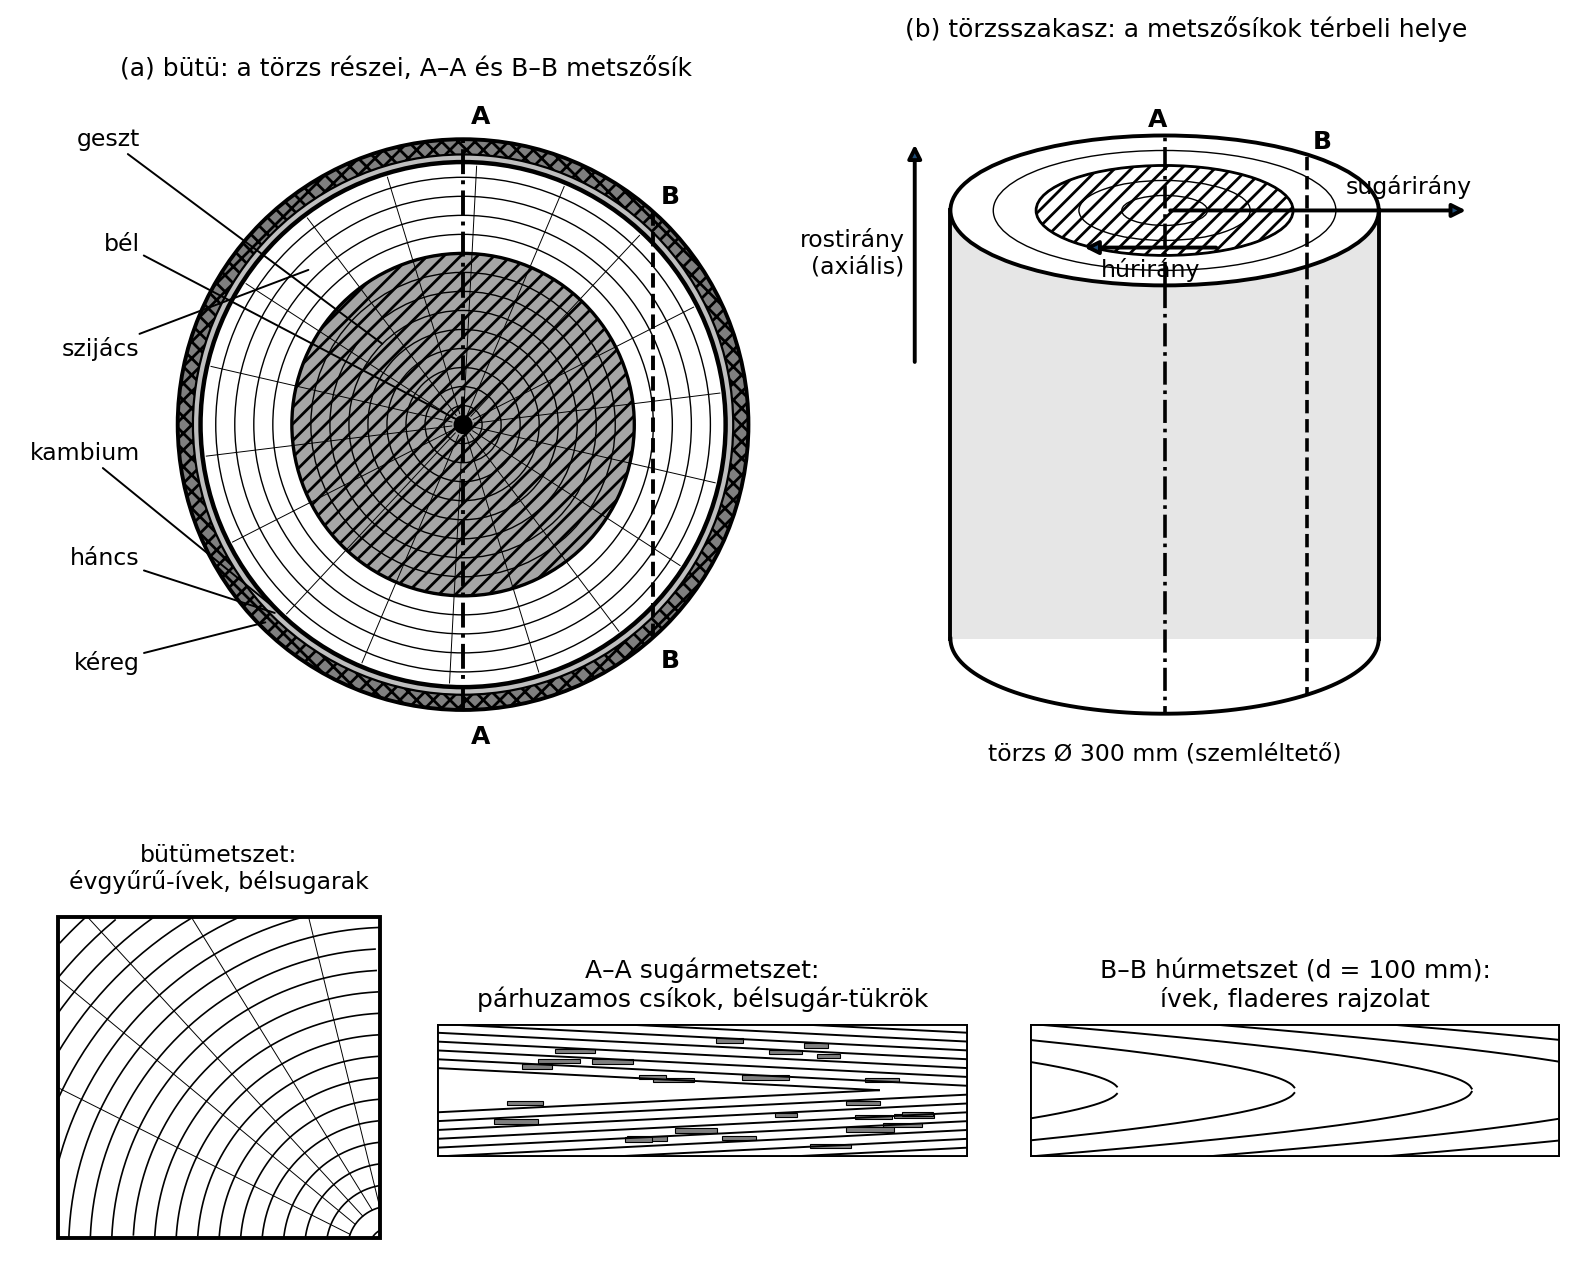 (a) bütü: a törzs részei, A–A és B–B metszősík
A
geszt
bél
szijács
kambium
háncs
kéreg
B
B
A
(b) törzsszakasz: a metszősíkok térbeli helye
A
B
sugárirány
rostirány
(axiális)
húrirány
törzs Ø 300 mm (szemléltető)
bütümetszet:
évgyűrű-ívek, bélsugarak
A–A sugármetszet:
párhuzamos csíkok, bélsugár-tükrök
B–B húrmetszet (d = 100 mm):
ívek, fladeres rajzolat